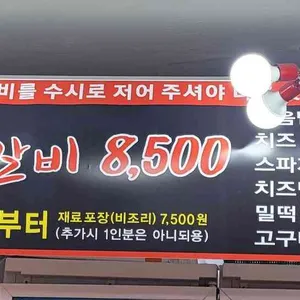 비를 수시로 저어 주셔야
갈비 8,500
부터
재료포장(비조리) 7,500원
(추가시 1인분은 아니되용)
치즈
스파
치즈
밀떡
고구